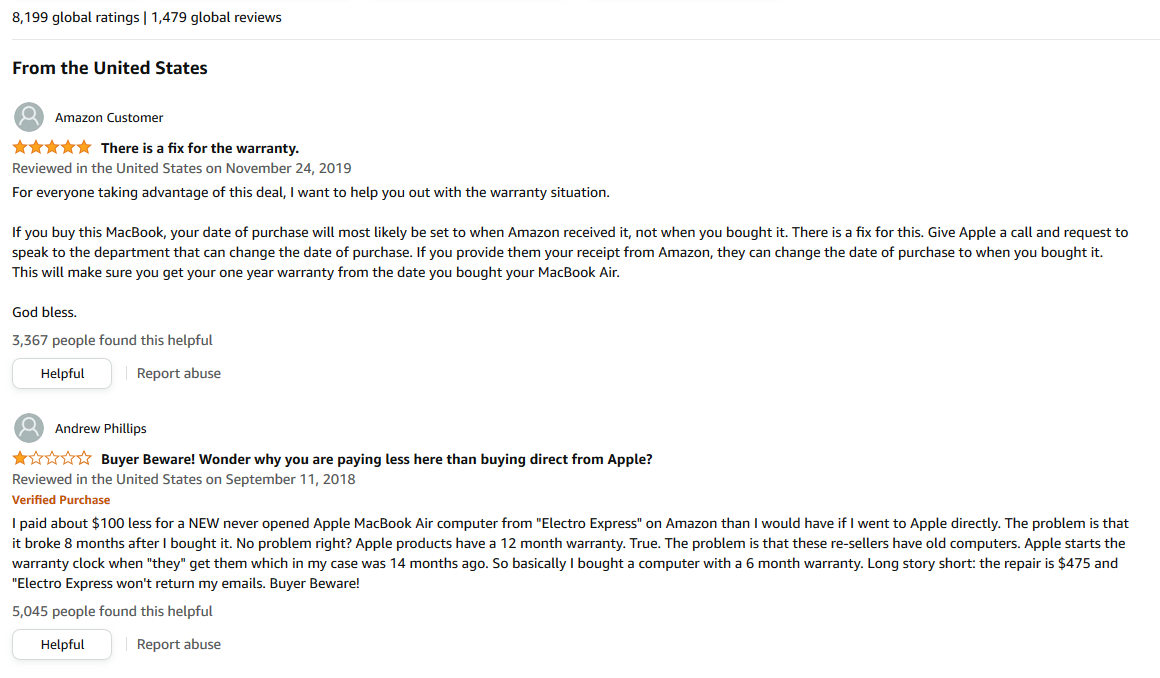 8,199 global ratings | 1,479 global reviews
From the United States
Amazon Customer
There is a fix for the warranty.
Reviewed in the United States on November 24, 2019
For everyone taking advantage of this deal, I want to help you out with the warranty situation.
If you buy this MacBook, your date of purchase will most likely be set to when Amazon received it, not when you bought it. There is a fix for this. Give Apple a call and request to
speak to the department that can change the date of purchase. If you provide them your receipt from Amazon, they can change the date of purchase to when you bought it.
This will make sure you get your one year warranty from the date you bought your MacBook Air.
God bless.
3,367 people found this helpful
Helpful | Report abuse
Andrew Phillips
Buyer Beware! Wonder why you are paying less here than buying direct from Apple?
Reviewed in the United States on September 11, 2018
Verified Purchase
I paid about $100 less for a NEW never opened Apple MacBook Air computer from "Electro Express" on Amazon than I would have if I went to Apple directly. The problem is that
it broke 8 months after I bought it. No problem right? Apple products have a 12 month warranty. True. The problem is that these re-sellers have old computers. Apple starts the
warranty clock when "they" get them which in my case was 14 months ago. So basically I bought a computer with a 6 month warranty. Long story short: the repair is $475 and
"Electro Express won't return my emails. Buyer Beware!
5,045 people found this helpful
Helpful | Report abuse